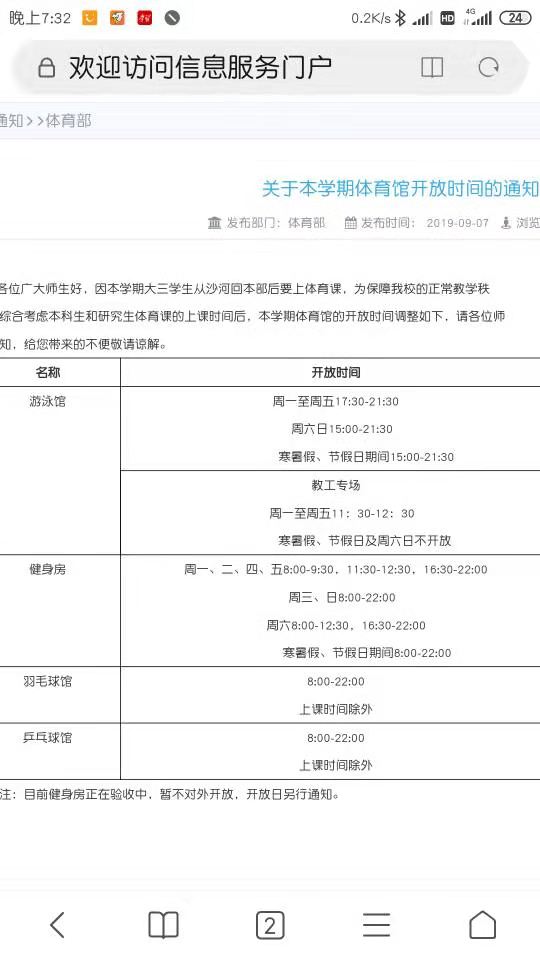 晚上7:32
0.2K/s
HD
4G
24
欢迎访问信息服务门户
通知>>体育部
关于本学期体育馆开放时间的通知
发布部门：体育部 发布时间： 2019-09-07 浏览
各位广大师生好，因本学期大三学生从沙河回本部后要上体育课，为保障我校的正常教学秩
综合考虑本科生和研究生体育课的上课时间后，本学期体育馆的开放时间调整如下，请各位师
知，给您带来的不便敬请谅解。
名称 开放时间
游泳馆 周一至周五17:30-21:30
周六日15:00-21:30
寒暑假、节假日期间15:00-21:30
教工专场
周一至周五11：30-12：30
寒暑假、节假日及周六日不开放
健身房 周一、二、四、五8:00-9:30，11:30-12:30，16:30-22:00
周三、日8:00-22:00
周六8:00-12:30，16:30-22:00
寒暑假、节假日期间8:00-22:00
羽毛球馆 8:00-22:00
上课时间除外
乒乓球馆 8:00-22:00
上课时间除外
注：目前健身房正在验收中，暂不对外开放，开放日另行通知。
2